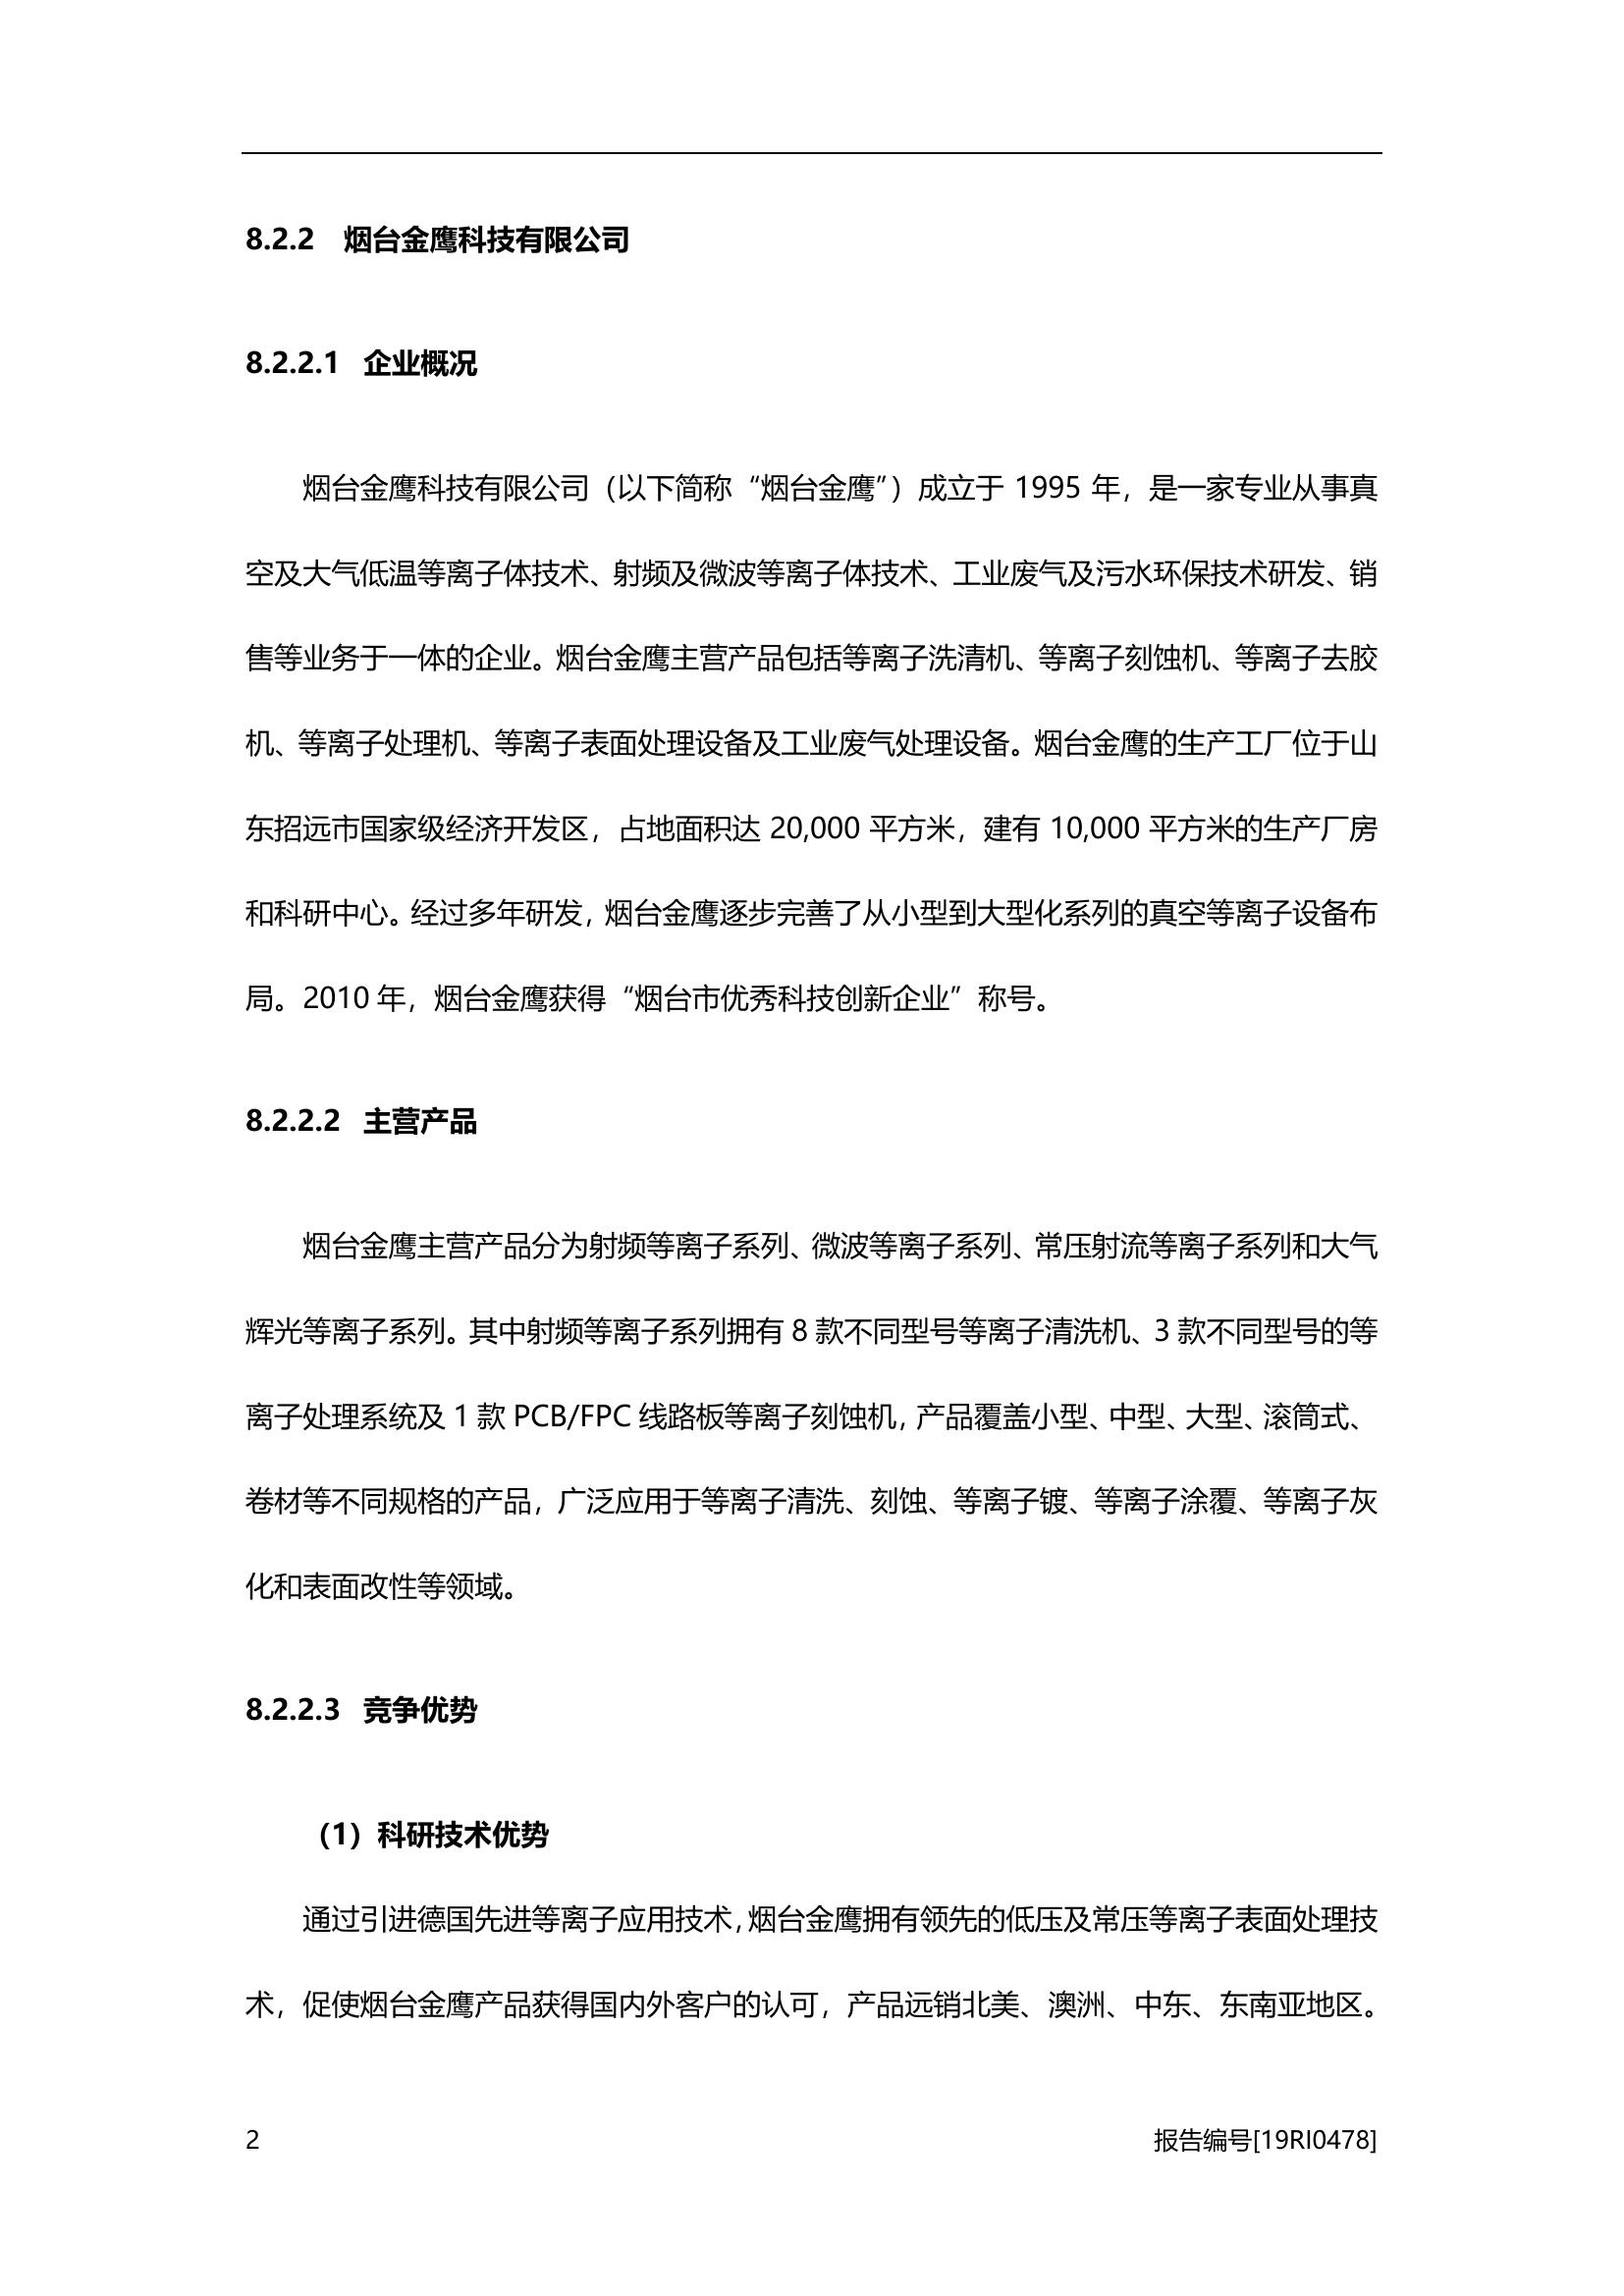 8.2.2 烟台金鹰科技有限公司
8.2.2.1 企业概况
烟台金鹰科技有限公司（以下简称“烟台金鹰”）成立于 1995 年，是一家专业从事真
空及大气低温等离子体技术、射频及微波等离子体技术、工业废气及污水环保技术研发、销
售等业务于一体的企业。烟台金鹰主营产品包括等离子洗清机、等离子刻蚀机、等离子去胶
机、等离子处理机、等离子表面处理设备及工业废气处理设备。烟台金鹰的生产工厂位于山
东招远市国家级经济开发区，占地面积达 20,000 平方米，建有 10,000 平方米的生产厂房
和科研中心。经过多年研发，烟台金鹰逐步完善了从小型到大型化系列的真空等离子设备布
局。2010 年，烟台金鹰获得“烟台市优秀科技创新企业”称号。
8.2.2.2 主营产品
烟台金鹰主营产品分为射频等离子系列、微波等离子系列、常压射流等离子系列和大气
辉光等离子系列。其中射频等离子系列拥有 8 款不同型号等离子清洗机、3 款不同型号的等
离子处理系统及 1 款 PCB/FPC 线路板等离子刻蚀机，产品覆盖小型、中型、大型、滚筒式、
卷材等不同规格的产品，广泛应用于等离子清洗、刻蚀、等离子镀、等离子涂覆、等离子灰
化和表面改性等领域。
8.2.2.3 竞争优势
（1）科研技术优势
通过引进德国先进等离子应用技术，烟台金鹰拥有领先的低压及常压等离子表面处理技
术，促使烟台金鹰产品获得国内外客户的认可，产品远销北美、澳洲、中东、东南亚地区。
2 报告编号[19RI0478]